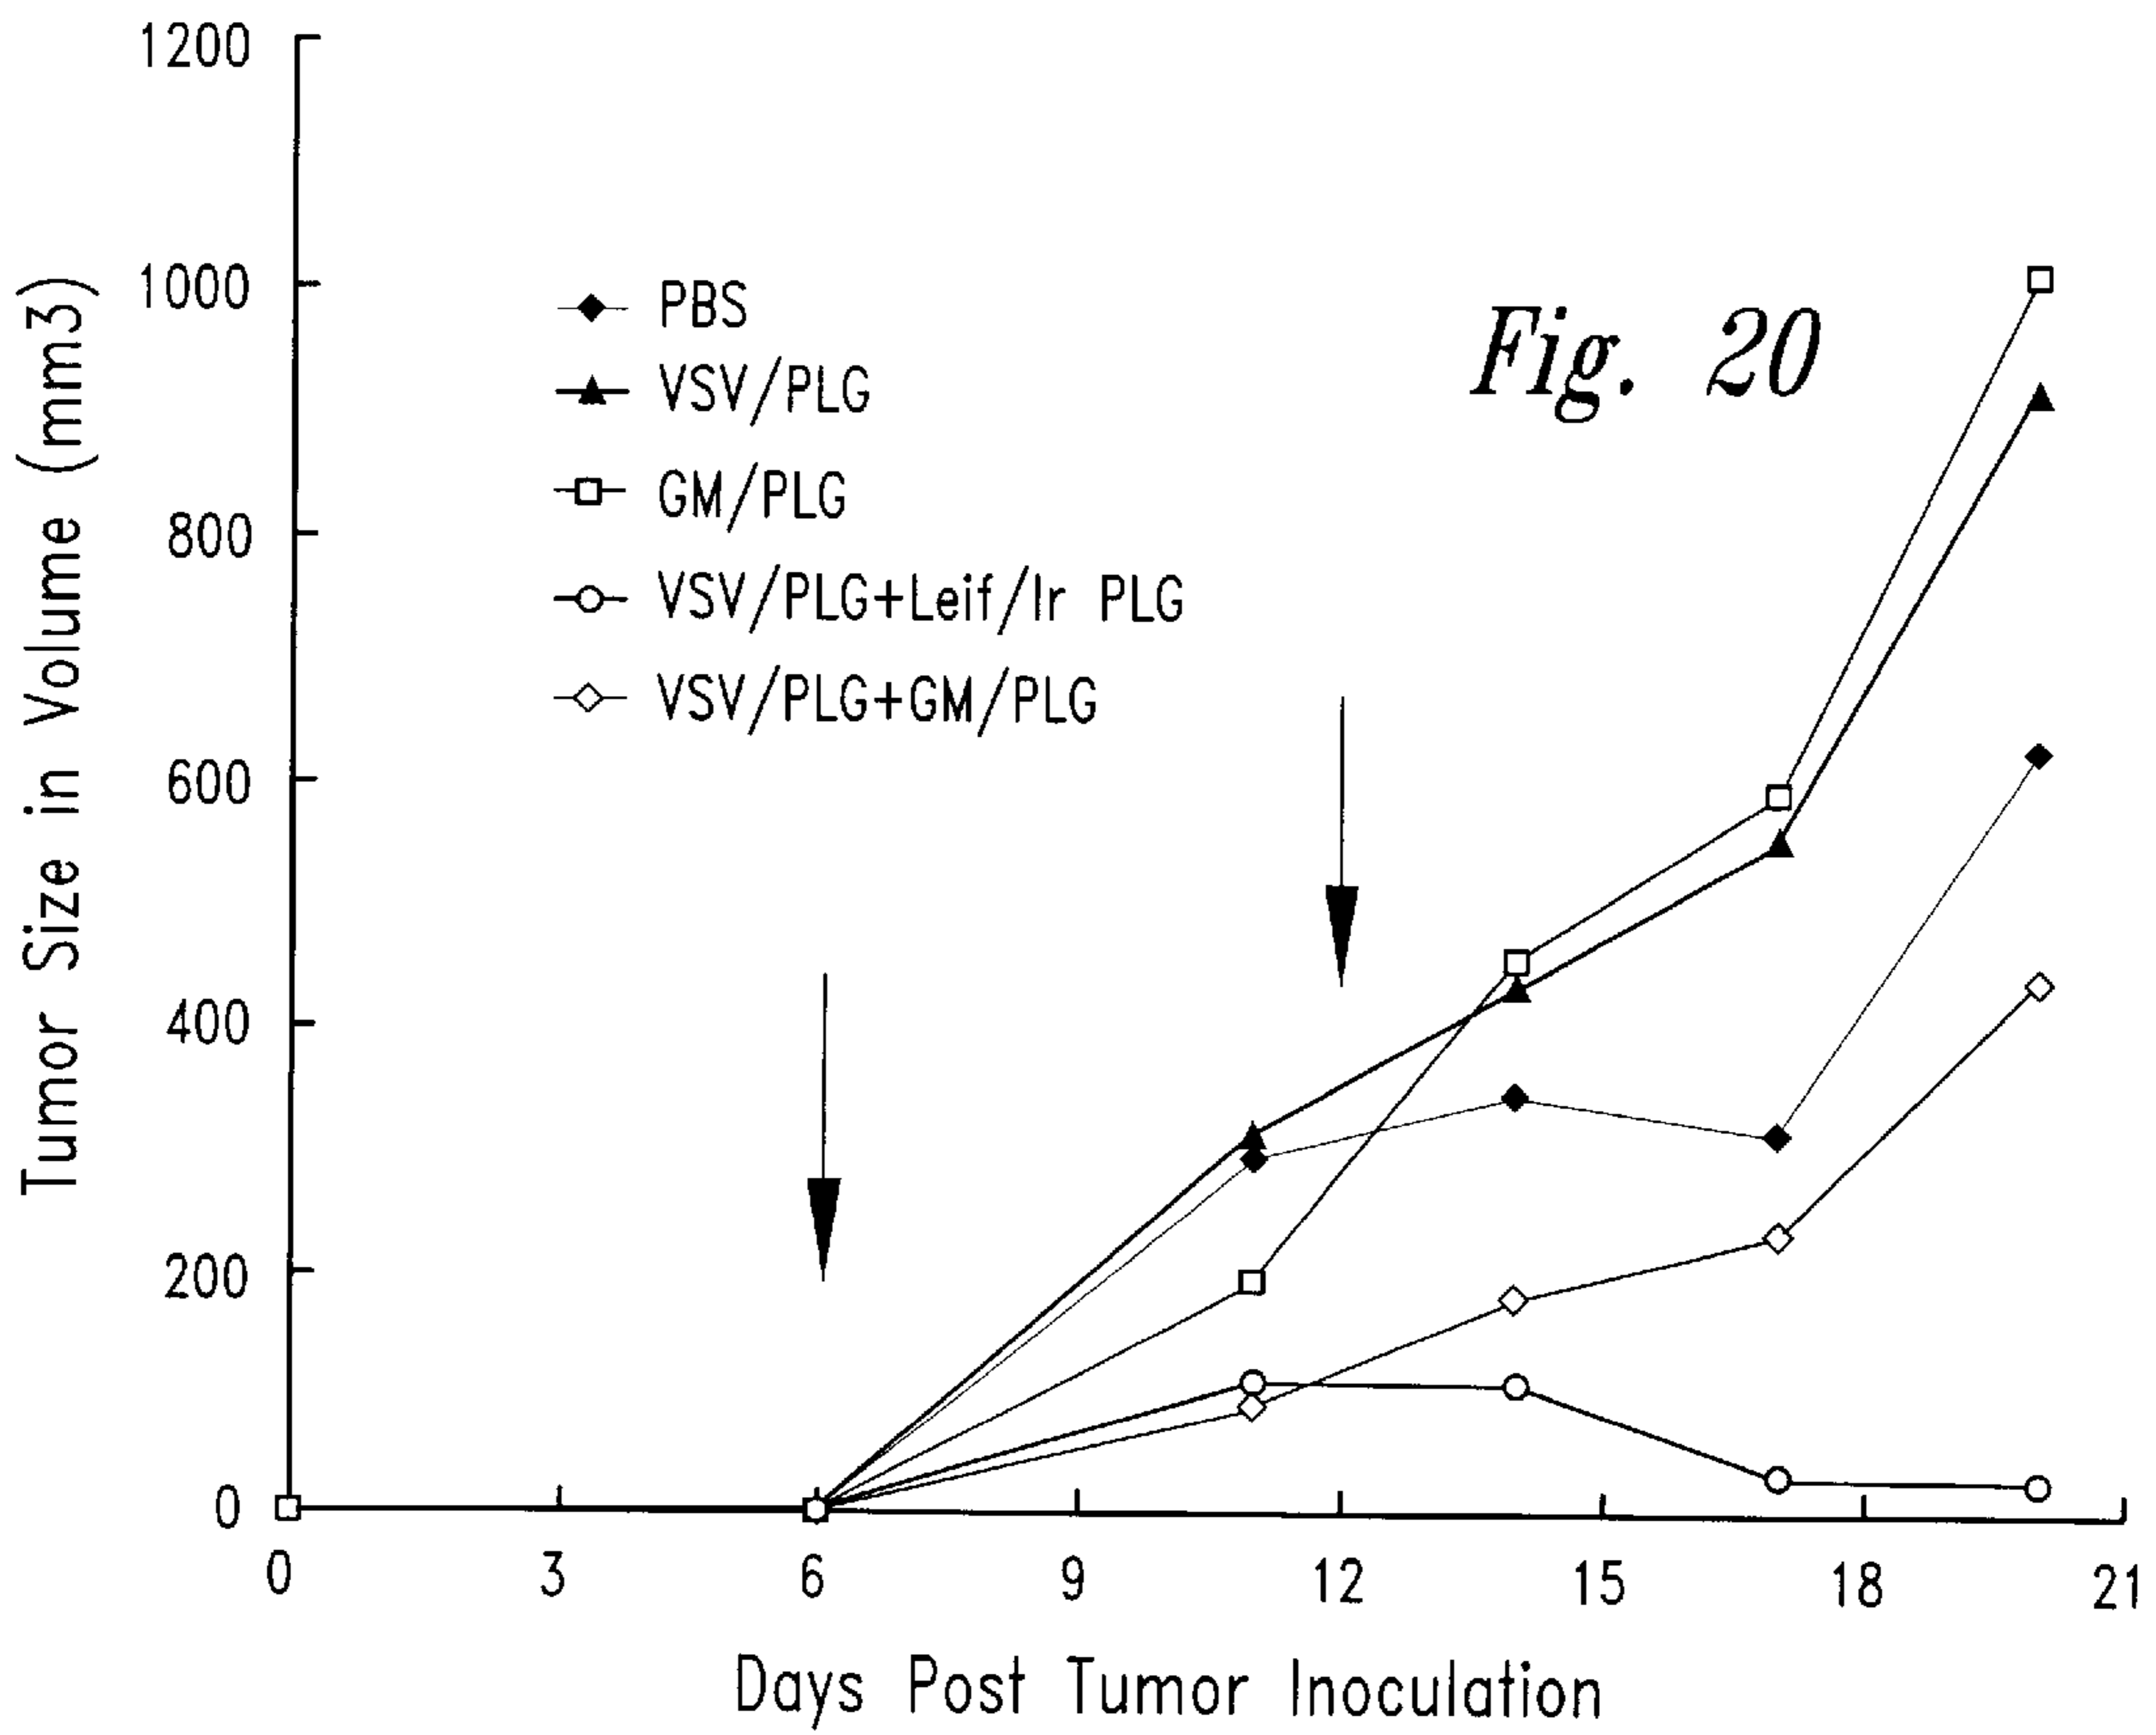 Fig. 20
Tumor Size in Volume (mm3)
1200
1000
800
600
400
200
0
PBS
VSV/PLG
GM/PLG
VSV/PLG+Leif/Ir PLG
VSV/PLG+GM/PLG
0 3 6 9 12 15 18 21
Days Post Tumor Inoculation